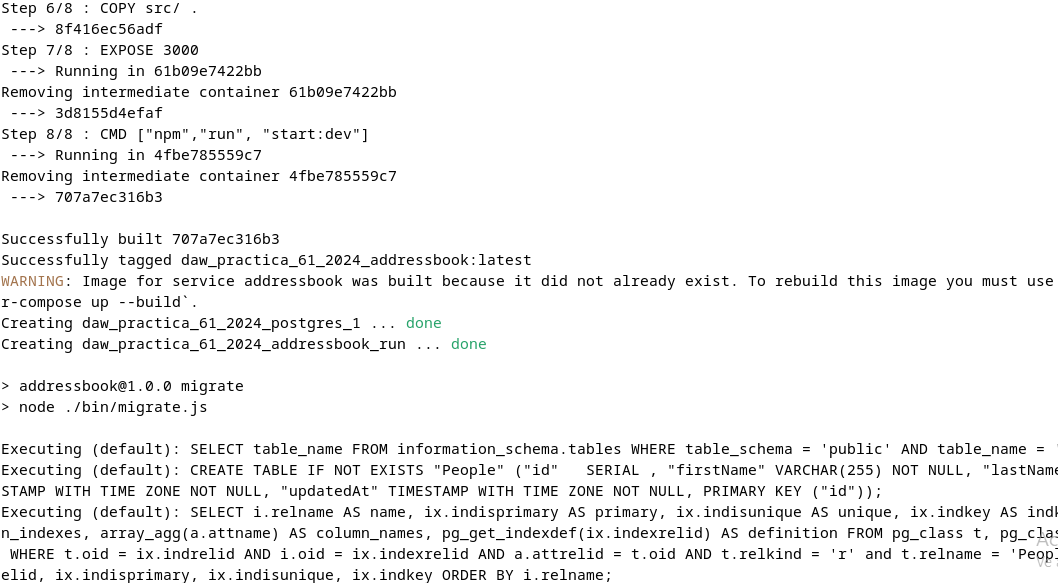 Step 6/8 : COPY src/ .
 ---> 8f416ec56adf
Step 7/8 : EXPOSE 3000
 ---> Running in 61b09e7422bb
Removing intermediate container 61b09e7422bb
 ---> 3d8155d4efaf
Step 8/8 : CMD ["npm","run", "start:dev"]
 ---> Running in 4fbe785559c7
Removing intermediate container 4fbe785559c7
 ---> 707a7ec316b3
Successfully built 707a7ec316b3
Successfully tagged daw_practica_61_2024_addressbook:latest
WARNING: Image for service addressbook was built because it did not already exist. To rebuild this image you must use
r-compose up --build`.
Creating daw_practica_61_2024_postgres_1 ... done
Creating daw_practica_61_2024_addressbook_run ... done
> addressbook@1.0.0 migrate
> node ./bin/migrate.js
Executing (default): SELECT table_name FROM information_schema.tables WHERE table_schema = 'public' AND table_name = '
Executing (default): CREATE TABLE IF NOT EXISTS "People" ("id"   SERIAL , "firstName" VARCHAR(255) NOT NULL, "lastName
STAMP WITH TIME ZONE NOT NULL, "updatedAt" TIMESTAMP WITH TIME ZONE NOT NULL, PRIMARY KEY ("id"));
Executing (default): SELECT i.relname AS name, ix.indisprimary AS primary, ix.indisunique AS unique, ix.indkey AS ind
n_indexes, array_agg(a.attname) AS column_names, pg_get_indexdef(ix.indexrelid) AS definition FROM pg_class t, pg_clas
 WHERE t.oid = ix.indrelid AND i.oid = ix.indexrelid AND a.attrelid = t.oid AND t.relkind = 'r' and t.relname = 'Peop
elid, ix.indisprimary, ix.indisunique, ix.indkey ORDER BY i.relname;